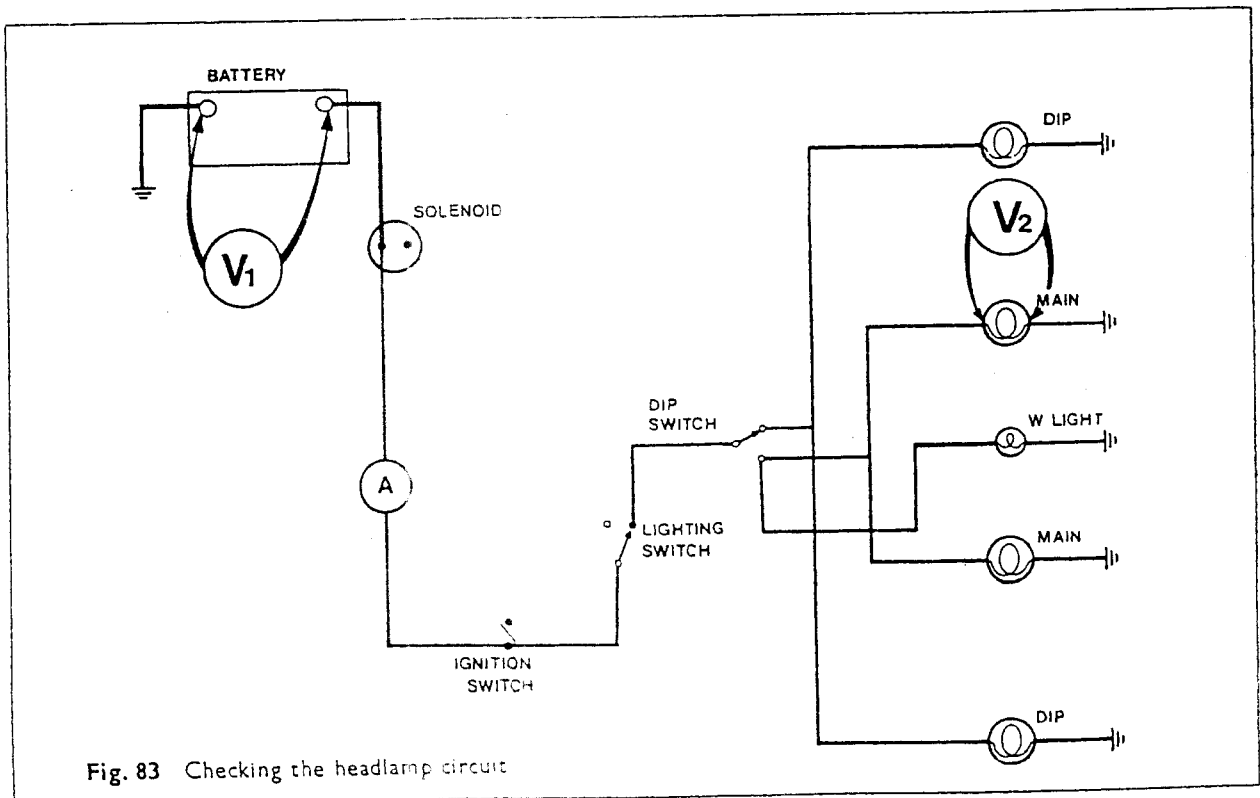 BATTERY
V1
SOLENOID
A
IGNITION
SWITCH
LIGHTING
SWITCH
DIP
SWITCH
DIP
V2
MAIN
W LIGHT
MAIN
DIP
Fig. 83 Checking the headlamp circuit